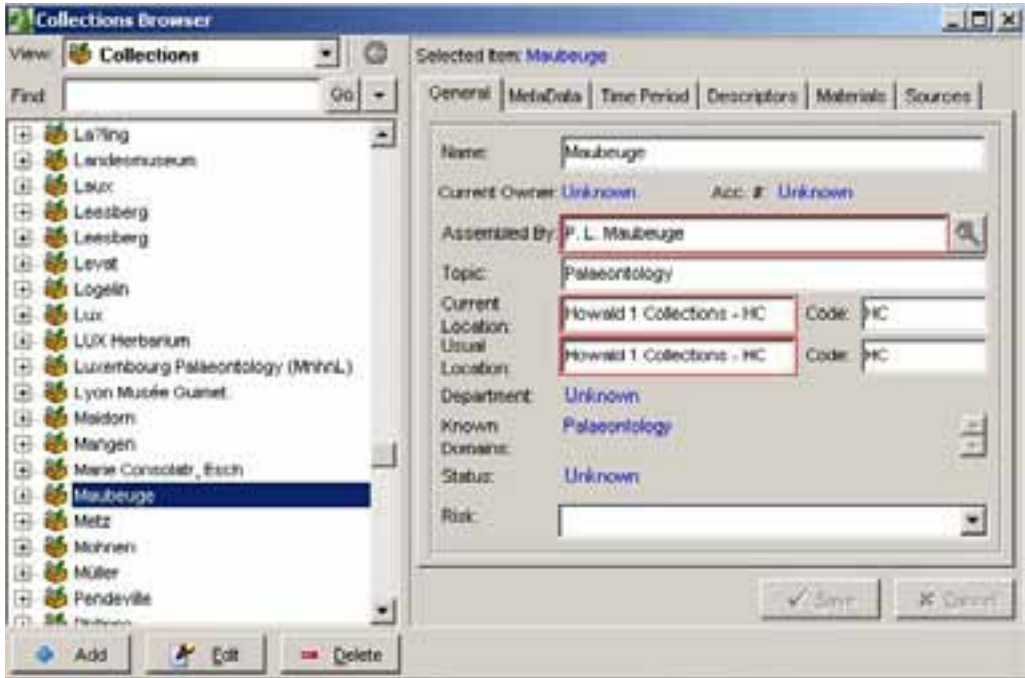 Collections Browser
View: Collections
Find: Go
La?ling
Landesmuseum
Laux
Leesberg
Leesberg
Levat
Logelin
Lux
LUX Herbarium
Luxembourg Palaeontology (MnhnL)
Lyon Musée Guimet.
Maidorn
Mangen
Marie Consolatr, Esch
Maubeuge
Metz
Mohnen
Müller
Pendeville
Add Edit Delete
Selected Item: Maubeuge
General MetaData Time Period Descriptors Materials Sources
Name: Maubeuge
Current Owner: Unknown Acc. #: Unknown
Assembled By: P. L. Maubeuge
Topic: Palaeontology
Current Location: Howald 1 Collections - HC Code: HC
Usual Location: Howald 1 Collections - HC Code: HC
Department: Unknown
Known Domains: Palaeontology
Status: Unknown
Risk:
Save Cancel